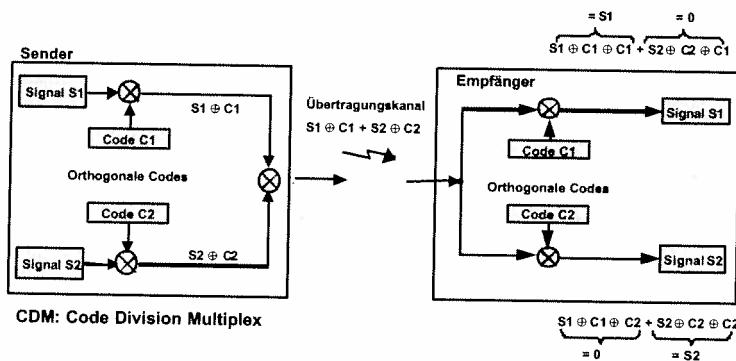 = S1 = 0
S1 ⊕ C1 ⊕ C1 + S2 ⊕ C2 ⊕ C1
Sender
Signal S1
S1 ⊕ C1
Code C1
Orthogonale Codes
Code C2
Signal S2
S2 ⊕ C2
Übertragungskanal
S1 ⊕ C1 + S2 ⊕ C2
Empfänger
Signal S1
Code C1
Orthogonale Codes
Code C2
Signal S2
CDM: Code Division Multiplex
S1 ⊕ C1 ⊕ C2 + S2 ⊕ C2 ⊕ C2
= 0 = S2